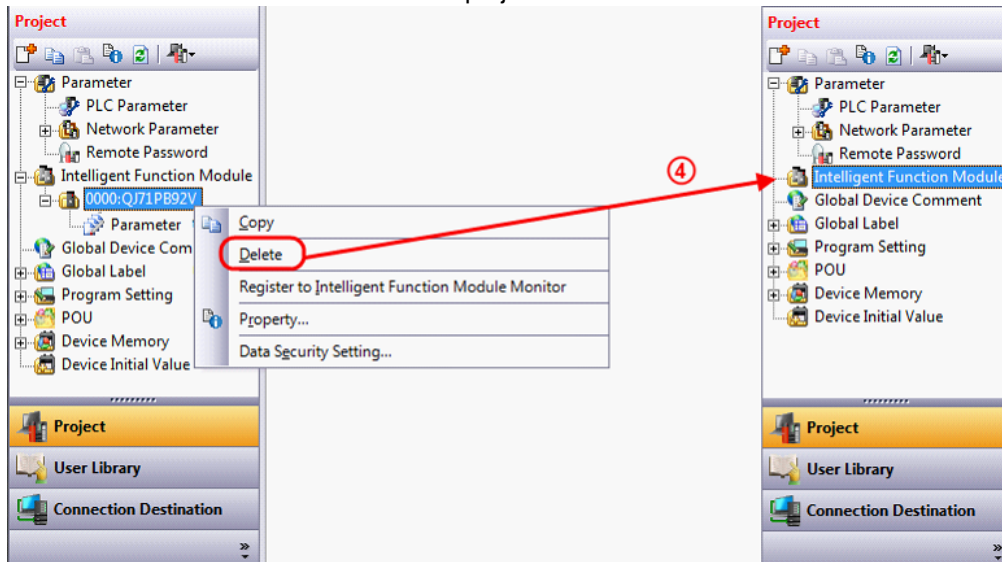 Project
Parameter
PLC Parameter
Network Parameter
Remote Password
Intelligent Function Module
0000:QJ71PB92V
Parameter
Global Device Com
Global Label
Program Setting
POU
Device Memory
Device Initial Value
Project
User Library
Connection Destination
»
Copy
Delete
Register to Intelligent Function Module Monitor
Property...
Data Security Setting...
④
Project
Parameter
PLC Parameter
Network Parameter
Remote Password
Intelligent Function Module
Global Device Comment
Global Label
Program Setting
POU
Device Memory
Device Initial Value
Project
User Library
Connection Destination
»